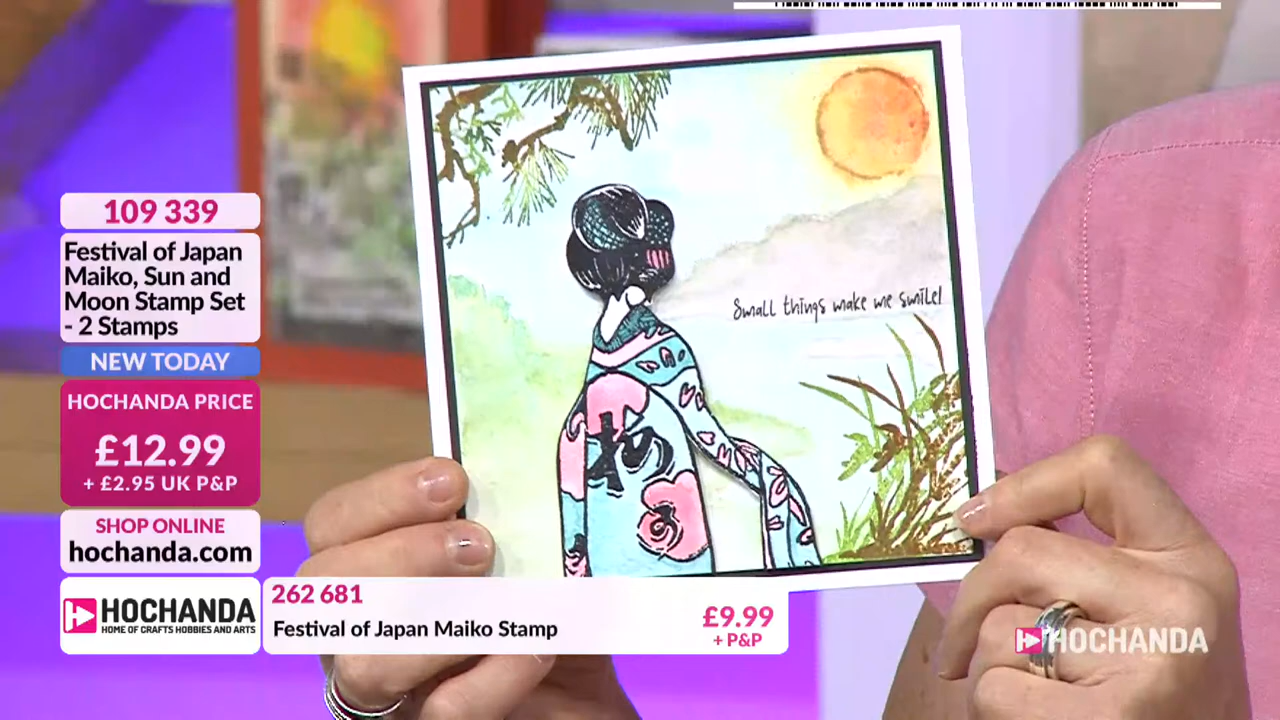 109 339
Festival of Japan
Maiko, Sun and
Moon Stamp Set
- 2 Stamps
NEW TODAY
HOCHANDA PRICE
£12.99
+ £2.95 UK P&P
SHOP ONLINE
hochanda.com
HOCHANDA
HOME OF CRAFTS HOBBIES AND ARTS
262 681
Festival of Japan Maiko Stamp
£9.99
+ P&P
Small things make me smile!
HOCHANDA